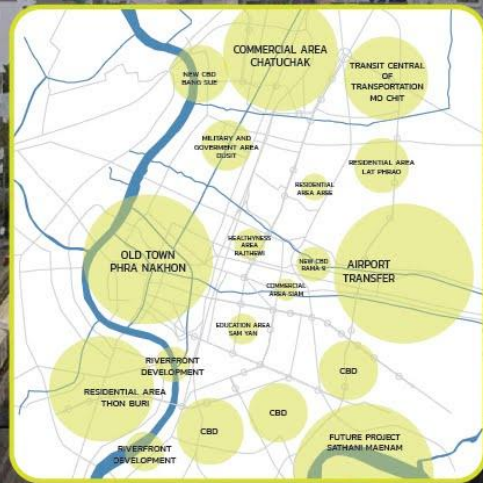 COMMERCIAL AREA
CHATUCHAK
NEW CBD
BANG SUE
TRANSIT CENTRAL
OF
TRANSPORTATION
MO CHIT
MILITARY AND
GOVERMENT AREA
DUSIT
RESIDENTIAL AREA
LAT PHRAO
RESIDENTIAL
AREA AREE
HEALTHYNESS
AREA
RAJTHEWI
OLD TOWN
PHRA NAKHON
NEW CBD
RAMA 9
AIRPORT
TRANSFER
COMMERCIAL
AREA SIAM
EDUCATION AREA
SAM YAN
RIVERFRONT
DEVELOPMENT
RESIDENTIAL AREA
THON BURI
CBD
CBD
CBD
RIVERFRONT
DEVELOPMENT
FUTURE PROJECT
SATHANI MAENAM